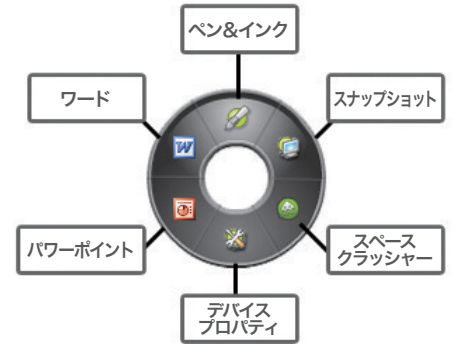 ペン&インク
ワード
スナップショット
パワーポイント
スペース
クラッシャー
デバイス
プロパティ